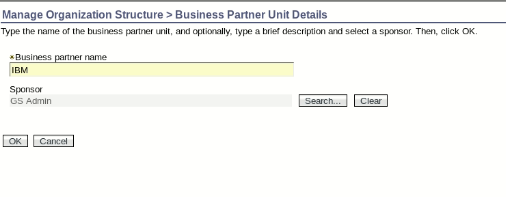 Manage Organization Structure > Business Partner Unit Details
Type the name of the business partner unit, and optionally, type a brief description and select a sponsor. Then, click OK.
*Business partner name
IBM
Sponsor
GS Admin Search... Clear
OK Cancel